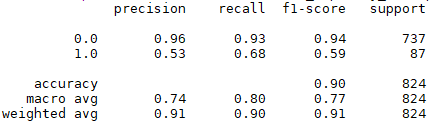 precision recall f1-score support
0.0 0.96 0.93 0.94 737
1.0 0.53 0.68 0.59 87
accuracy 0.90 824
macro avg 0.74 0.80 0.77 824
weighted avg 0.91 0.90 0.91 824